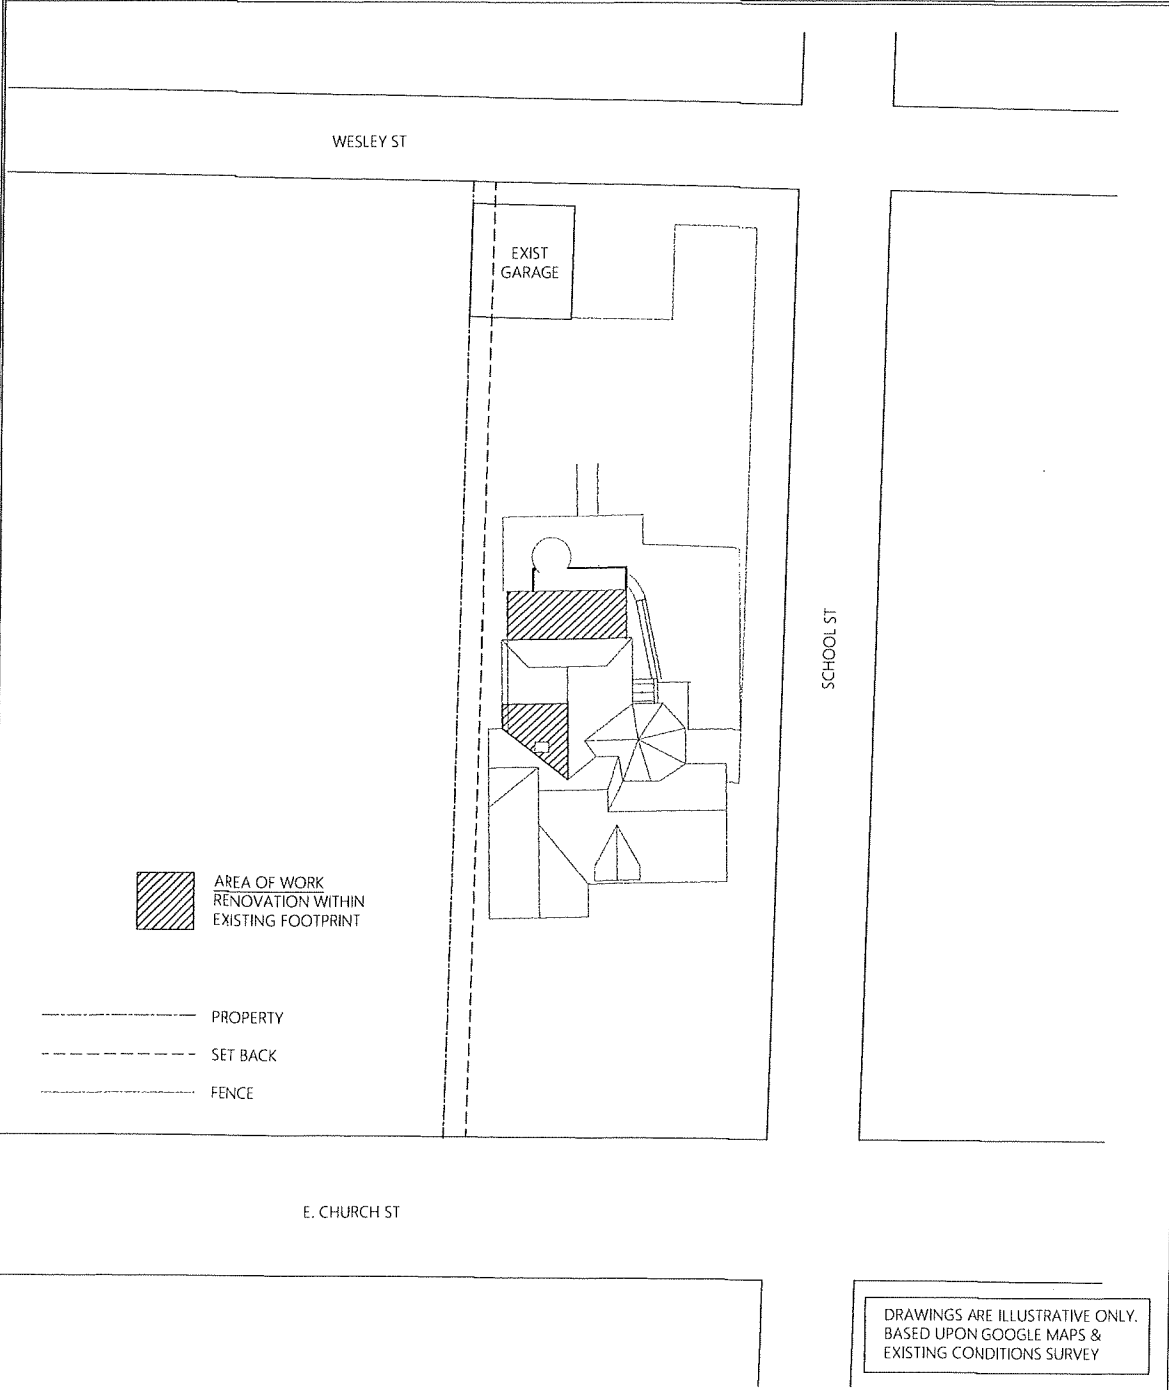 WESLEY ST
EXIST
GARAGE
SCHOOL ST
AREA OF WORK
RENOVATION WITHIN
EXISTING FOOTPRINT
PROPERTY
SET BACK
FENCE
E. CHURCH ST
DRAWINGS ARE ILLUSTRATIVE ONLY.
BASED UPON GOOGLE MAPS &
EXISTING CONDITIONS SURVEY